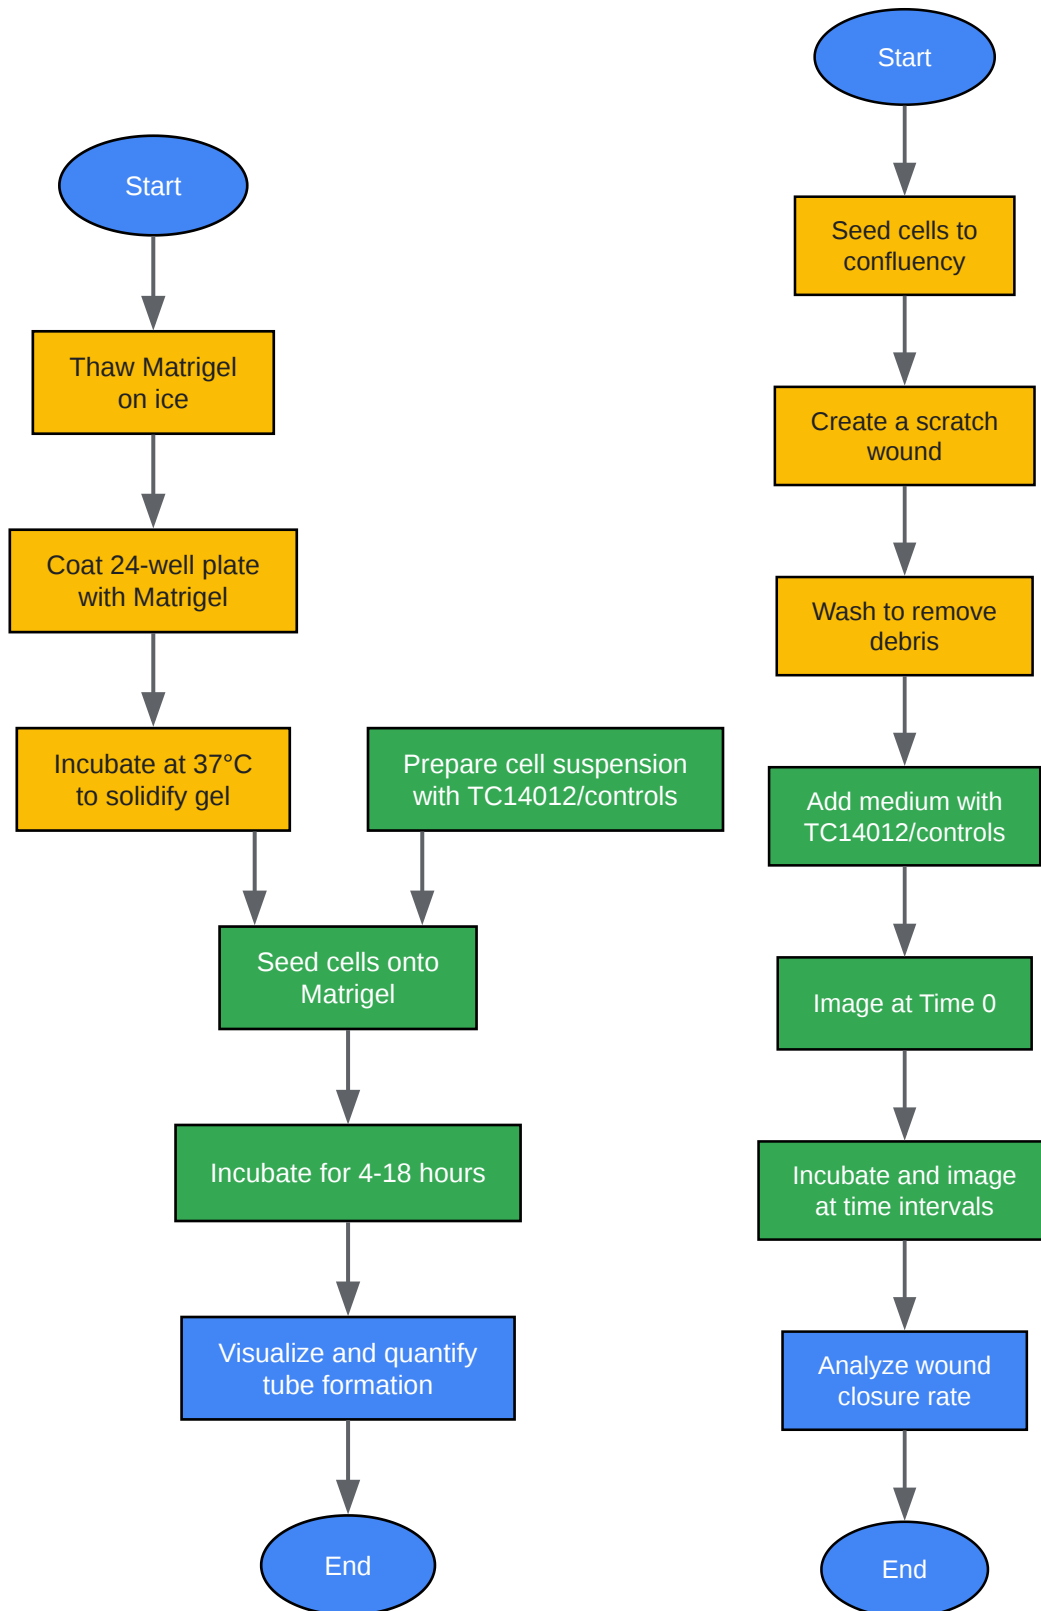 Start
Thaw Matrigel
on ice
Coat 24-well plate
with Matrigel
Incubate at 37°C
to solidify gel
Prepare cell suspension
with TC14012/controls
Seed cells onto
Matrigel
Incubate for 4-18 hours
Visualize and quantify
tube formation
End
Start
Seed cells to
confluency
Create a scratch
wound
Wash to remove
debris
Add medium with
TC14012/controls
Image at Time 0
Incubate and image
at time intervals
Analyze wound
closure rate
End